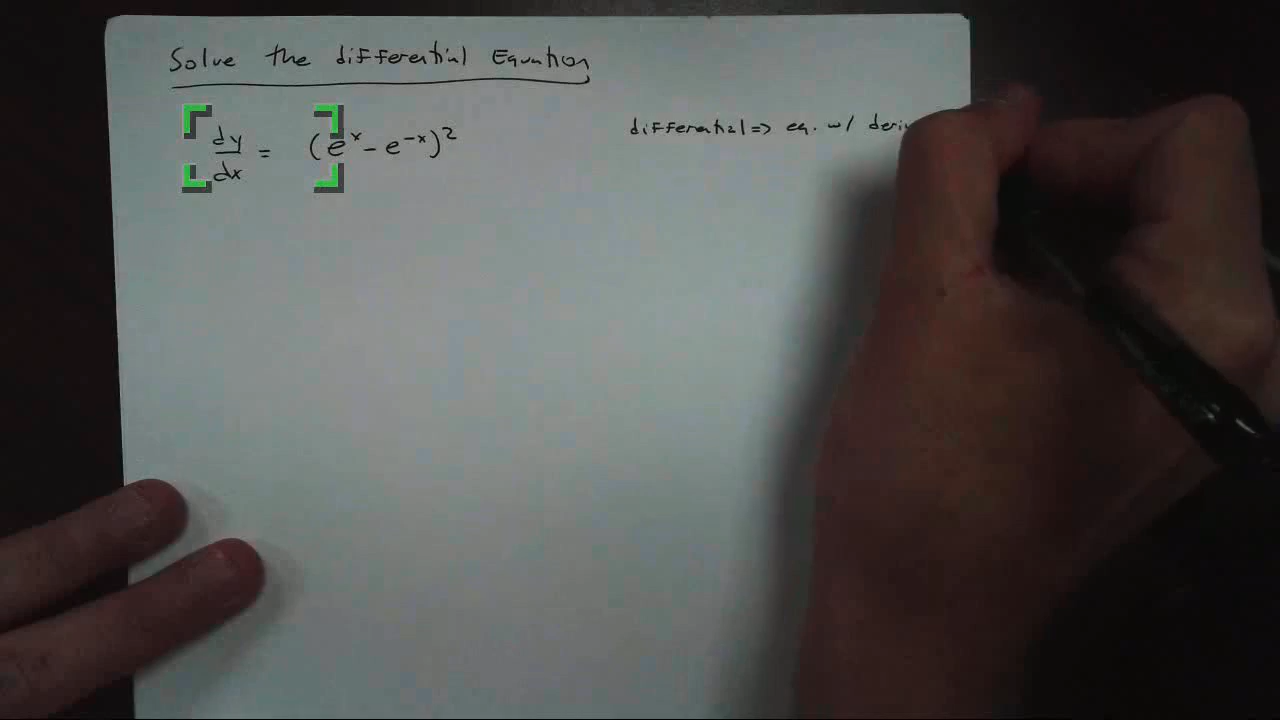 Solve the differential Equation
dy/dx = (e^x - e^-x)^2
differential => eq. w/